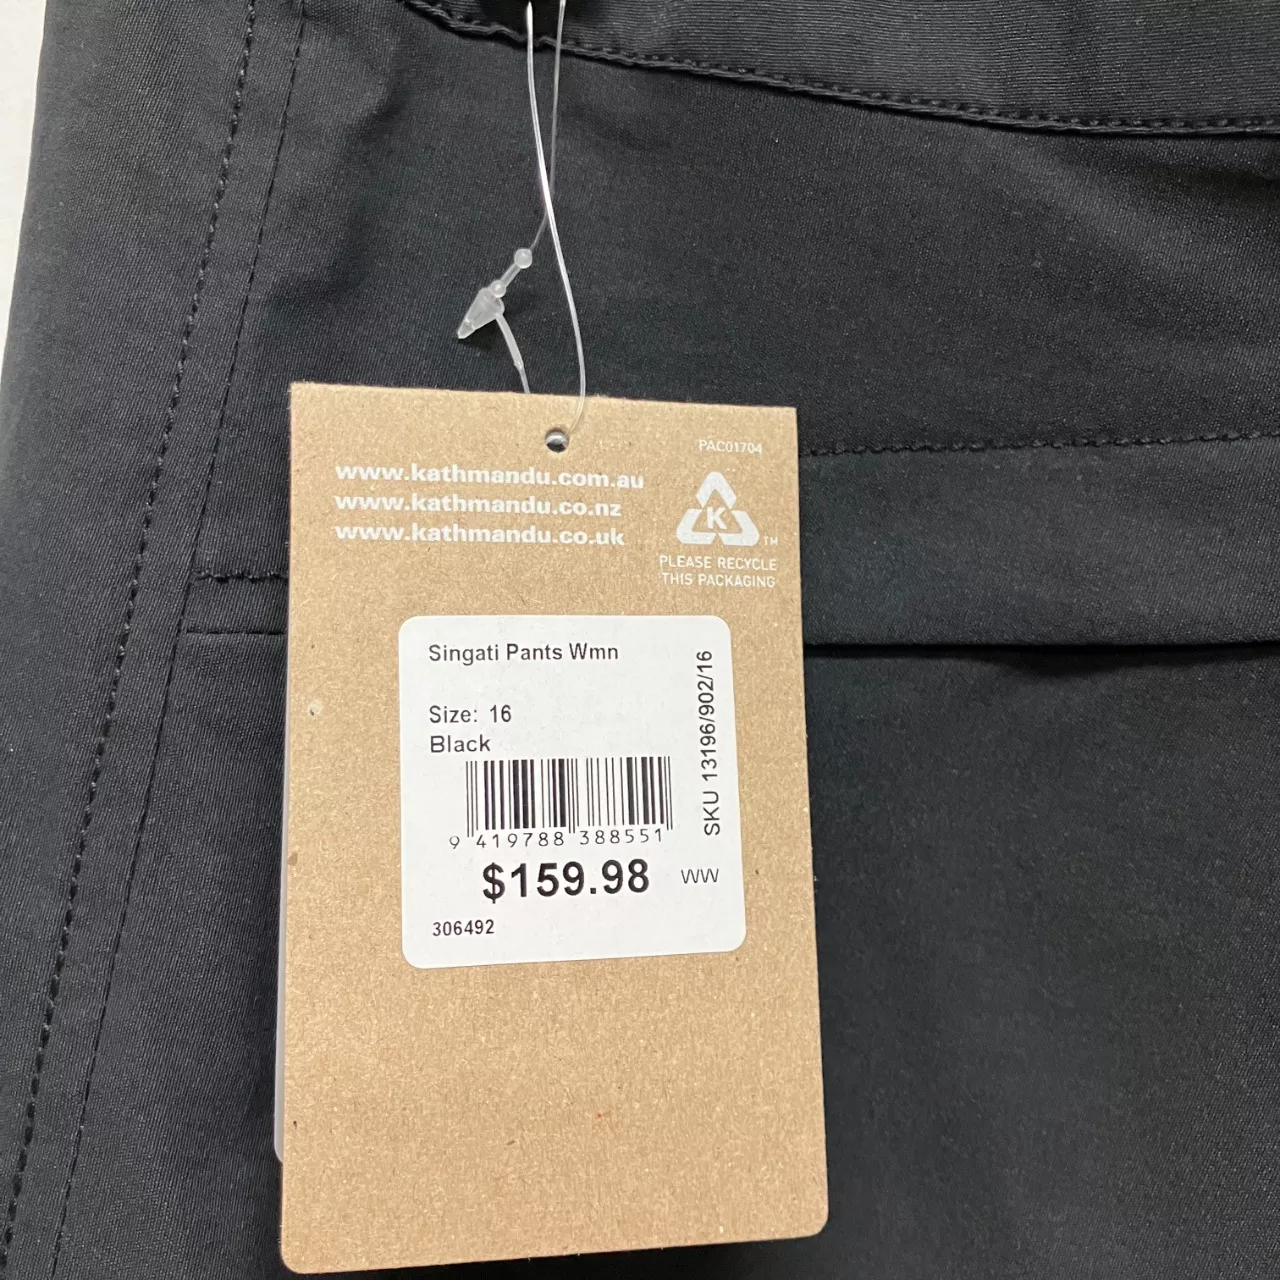 PAC01704
www.kathmandu.com.au
www.kathmandu.co.nz
www.kathmandu.co.uk
K
TM
PLEASE RECYCLE
THIS PACKAGING
Singati Pants Wmn
Size: 16
Black
SKU 13196/902/16
9 419788 388551
$159.98 WW
306492